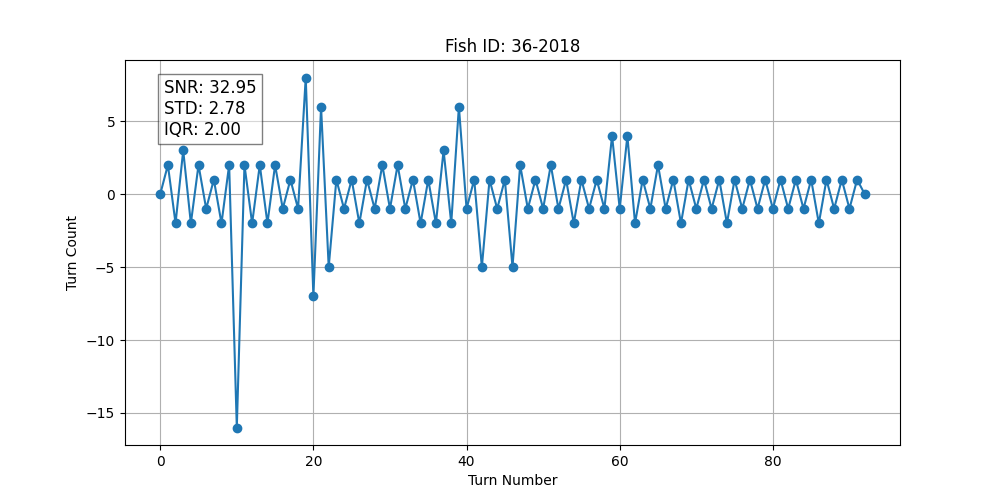 Fish ID: 36-2018
SNR: 32.95
STD: 2.78
IQR: 2.00
Turn Count
5
0
−5
−10
−15
0 20 40 60 80
Turn Number